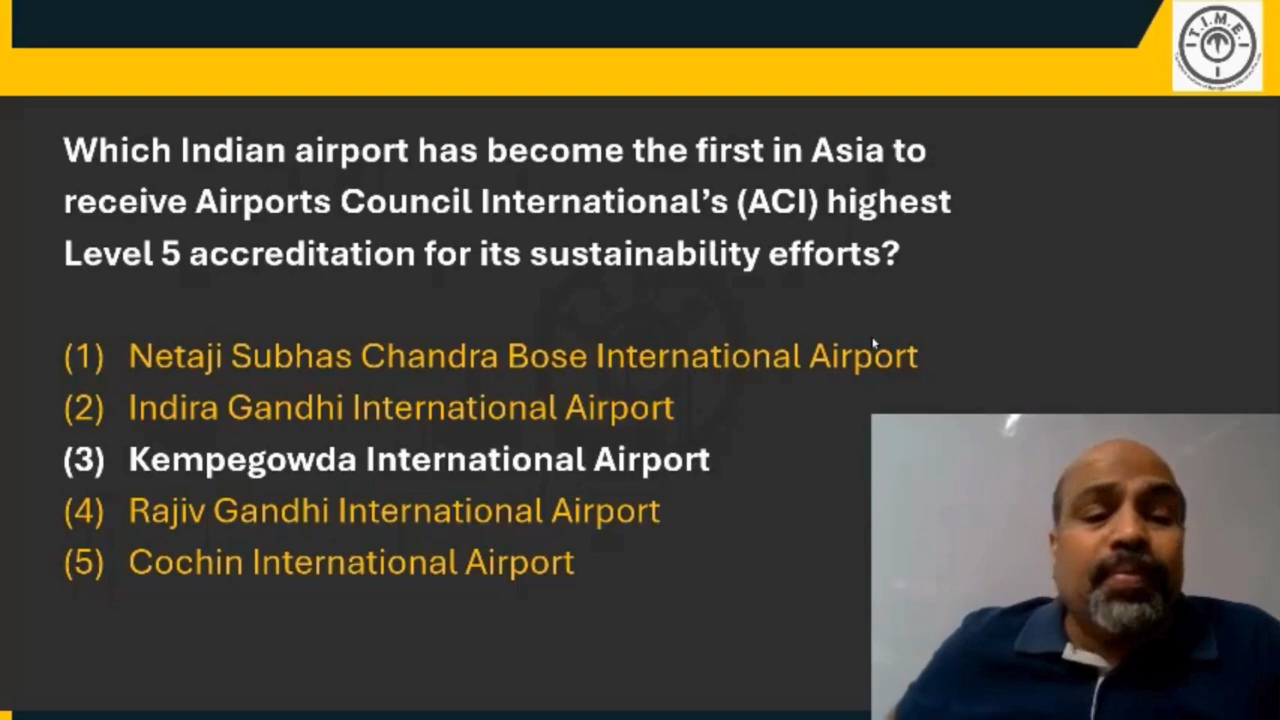 T.I.M.E.
Which Indian airport has become the first in Asia to
receive Airports Council International’s (ACI) highest
Level 5 accreditation for its sustainability efforts?
(1) Netaji Subhas Chandra Bose International Airport
(2) Indira Gandhi International Airport
(3) Kempegowda International Airport
(4) Rajiv Gandhi International Airport
(5) Cochin International Airport